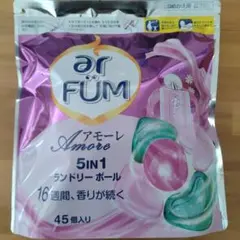 ar
FÜM
アモーレ
Amore
5IN1
ランドリー ボール
16週間、香りが続く
45個入り